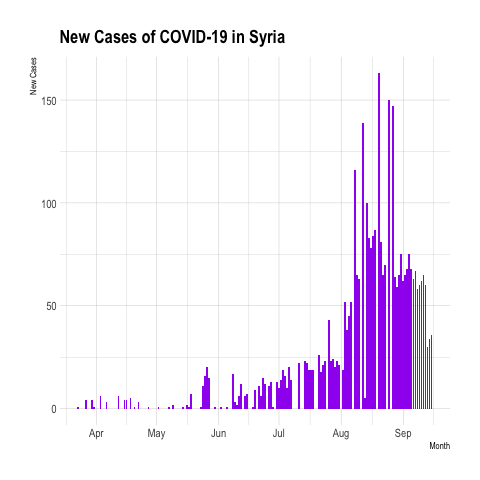 New Cases of COVID-19 in Syria
New Cases
150
100
50
0
Apr May Jun Jul Aug Sep
Month